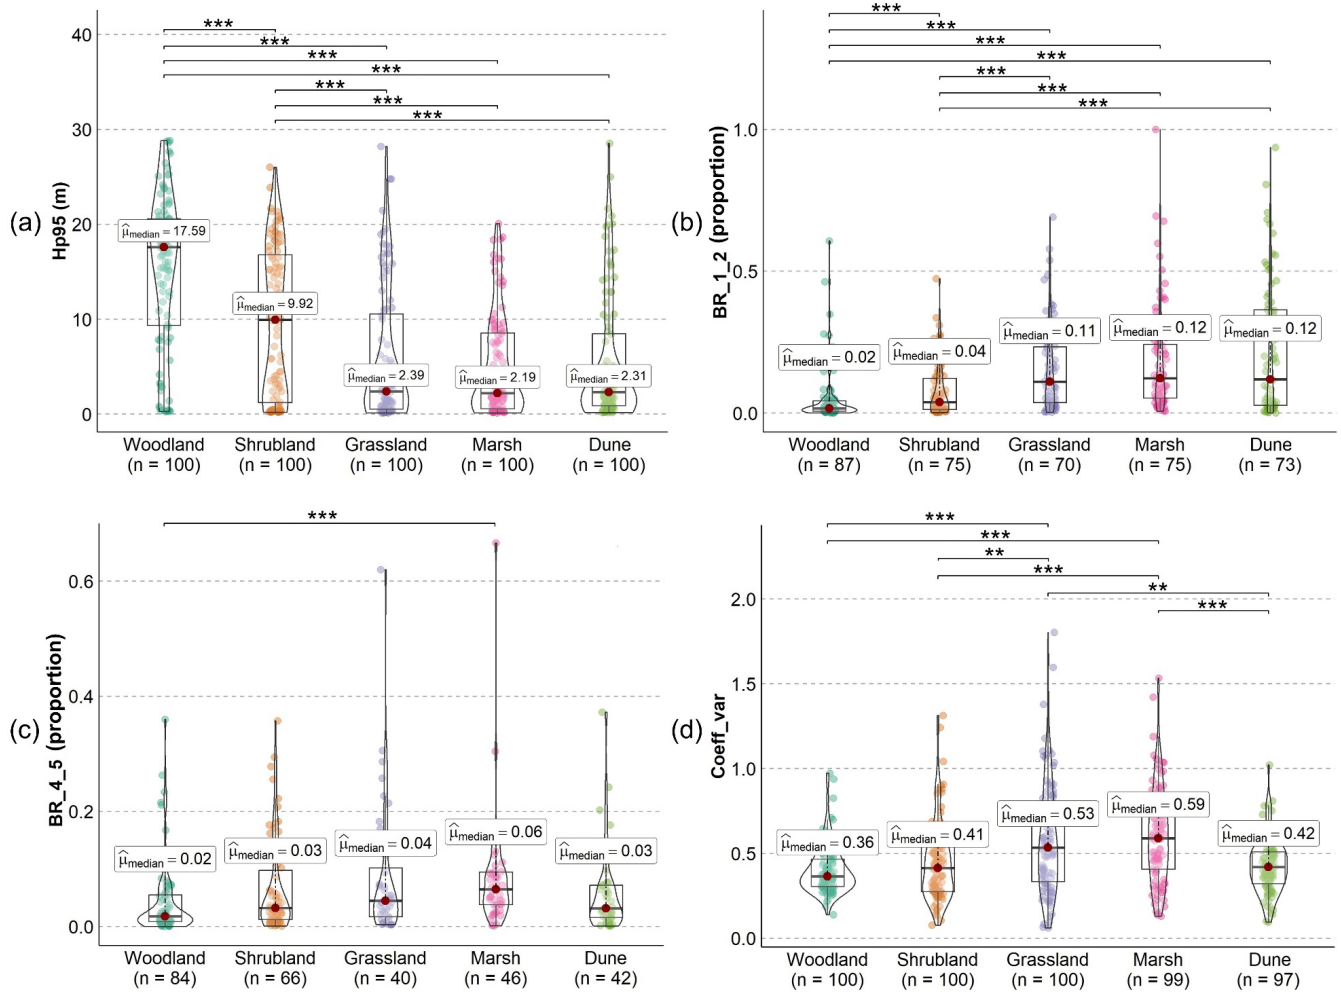 (a)
Hp95 (m)
40
30
20
10
0
***
***
***
***
***
***
***
μ̂median = 17.59
μ̂median = 9.92
μ̂median = 2.39
μ̂median = 2.19
μ̂median = 2.31
Woodland Shrubland Grassland Marsh Dune
(n = 100) (n = 100) (n = 100) (n = 100) (n = 100)
(b)
BR_1_2 (proportion)
1.0
0.5
0.0
***
***
***
***
***
***
***
μ̂median = 0.02
μ̂median = 0.04
μ̂median = 0.11
μ̂median = 0.12
μ̂median = 0.12
Woodland Shrubland Grassland Marsh Dune
(n = 87) (n = 75) (n = 70) (n = 75) (n = 73)
(c)
BR_4_5 (proportion)
0.6
0.4
0.2
0.0
***
μ̂median = 0.02
μ̂median = 0.03
μ̂median = 0.04
μ̂median = 0.06
μ̂median = 0.03
Woodland Shrubland Grassland Marsh Dune
(n = 84) (n = 66) (n = 40) (n = 46) (n = 42)
(d)
Coeff_var
2.0
1.5
1.0
0.5
0.0
***
***
**
***
**
***
μ̂median = 0.36
μ̂median = 0.41
μ̂median = 0.53
μ̂median = 0.59
μ̂median = 0.42
Woodland Shrubland Grassland Marsh Dune
(n = 100) (n = 100) (n = 100) (n = 99) (n = 97)